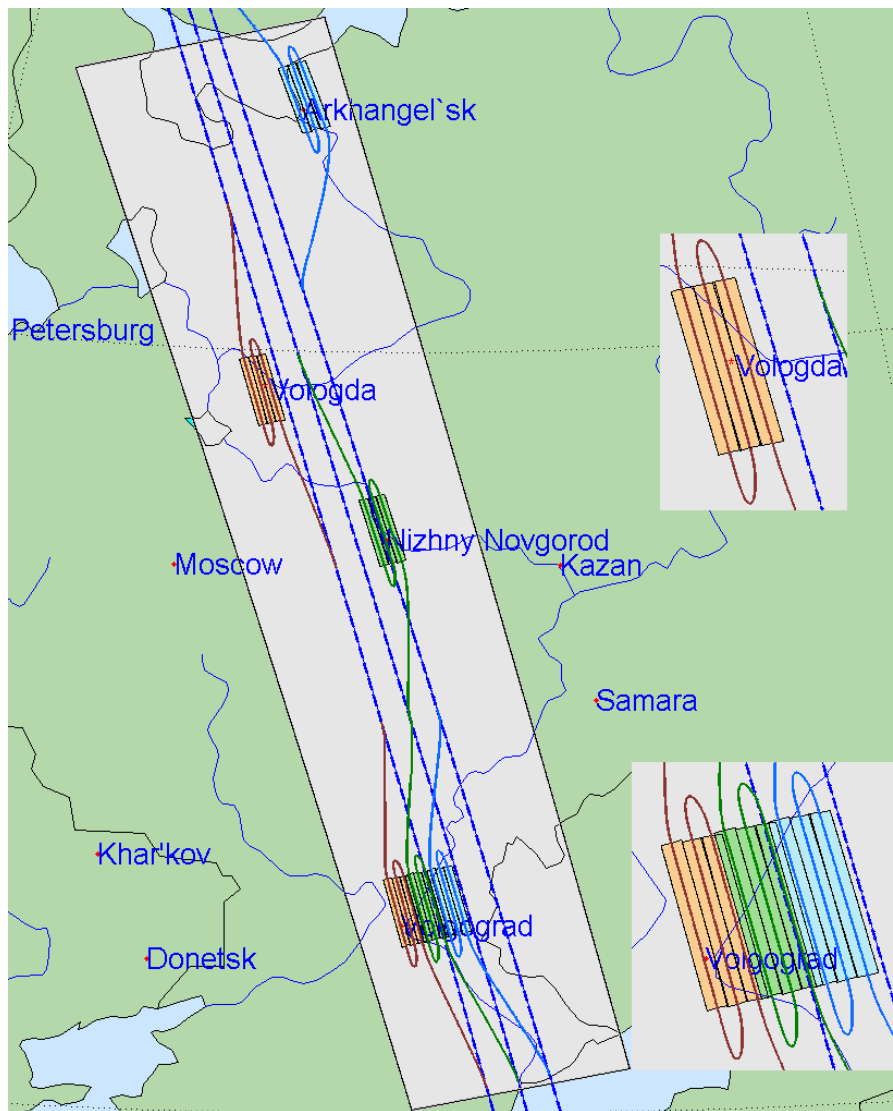 Arkhangel`sk
Petersburg
Vologda
Vologda
Nizhny Novgorod
Moscow
Kazan
Samara
Khar'kov
Volgograd
Donetsk
Volgograd